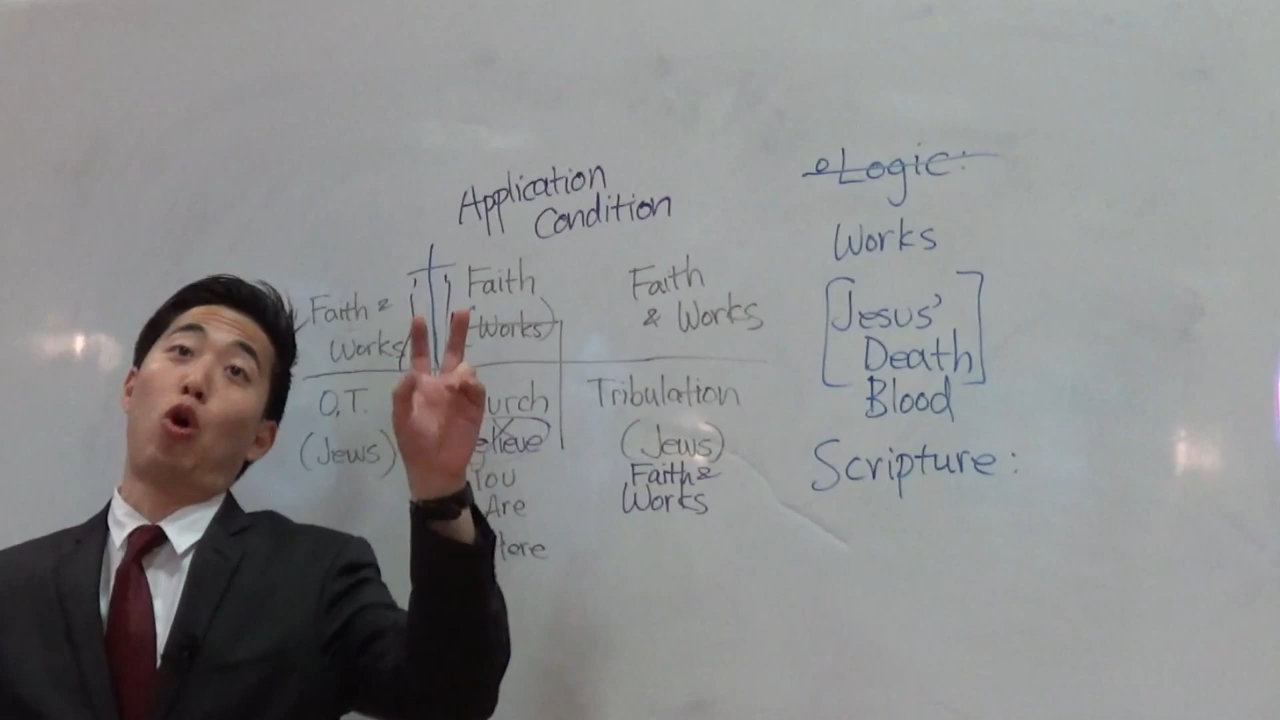 Application
Condition
Faith &
Works
Faith
(Works)
Faith
& Works
O.T.
(Jews)
urch
elieve
You
Are
Here
Tribulation
(Jews)
Faith &
Works
Logic:
Works
Jesus'
Death
Blood
Scripture: